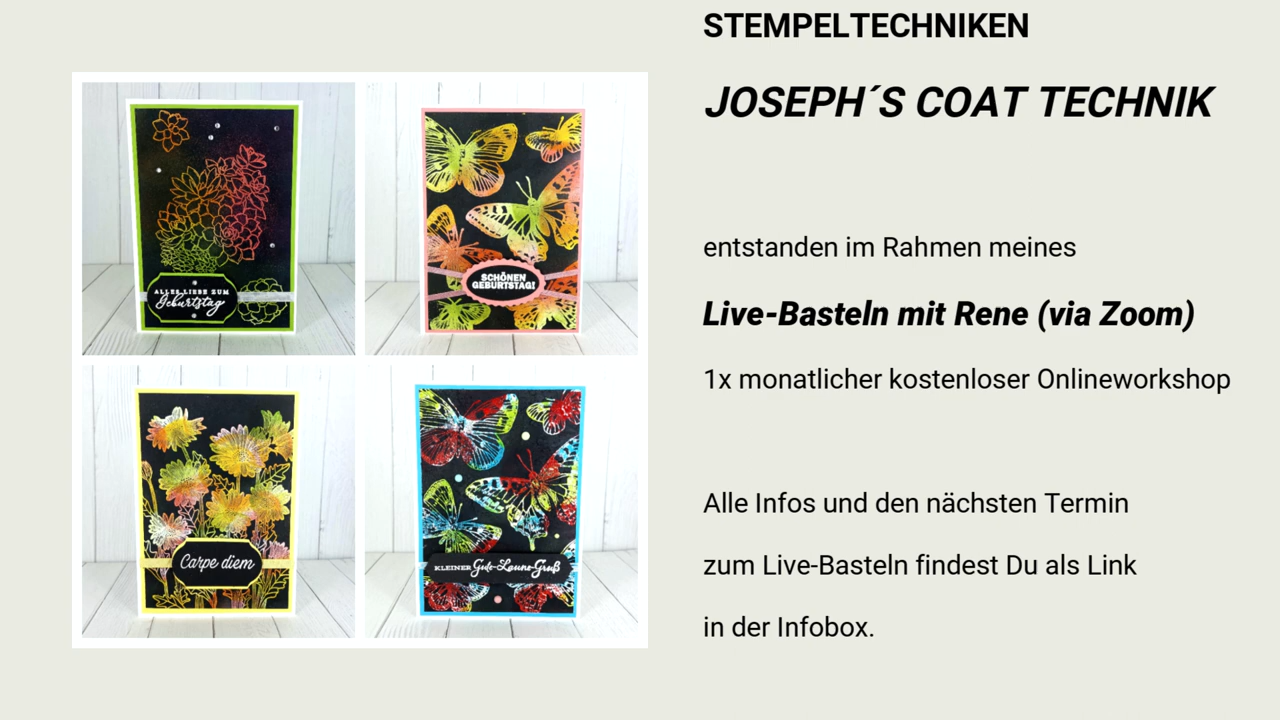 STEMPELTECHNIKEN
JOSEPH´S COAT TECHNIK
entstanden im Rahmen meines
Live-Basteln mit Rene (via Zoom)
1x monatlicher kostenloser Onlineworkshop
Alle Infos und den nächsten Termin
zum Live-Basteln findest Du als Link
in der Infobox.
ALLES LIEBE ZUM
Geburtstag
SCHÖNEN
GEBURTSTAG!
Carpe diem
KLEINER Gute-Laune-Gruß